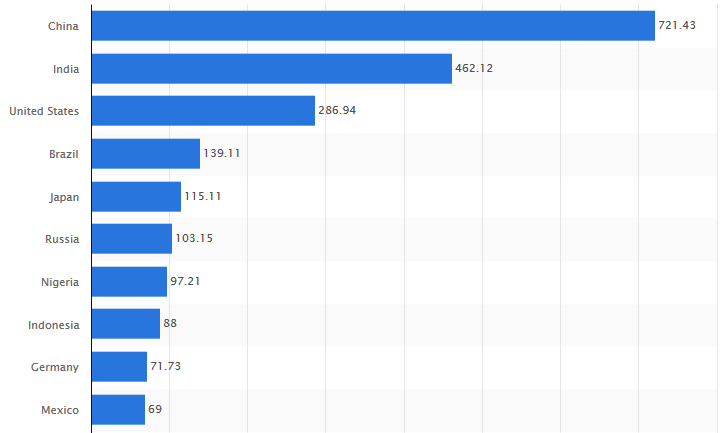 China 721.43
India 462.12
United States 286.94
Brazil 139.11
Japan 115.11
Russia 103.15
Nigeria 97.21
Indonesia 88
Germany 71.73
Mexico 69